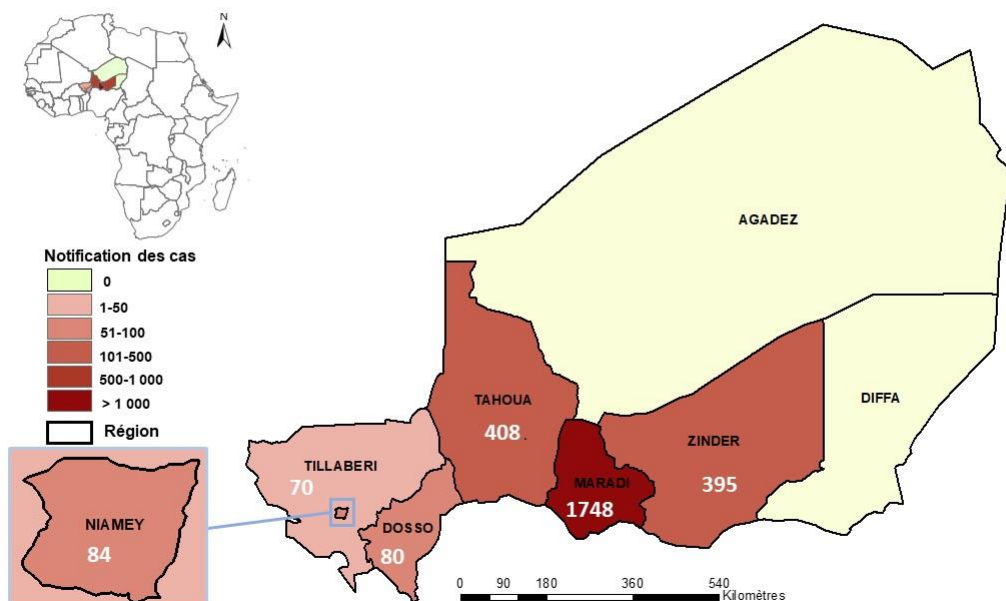 N
Notification des cas
0
1-50
51-100
101-500
500-1 000
> 1 000
Région
AGADEZ
TAHOUA
408
DIFFA
ZINDER
395
MARADI
1748
TILLABERI
70
DOSSO
80
NIAMEY
84
0 90 180 360 540
Kilomètres